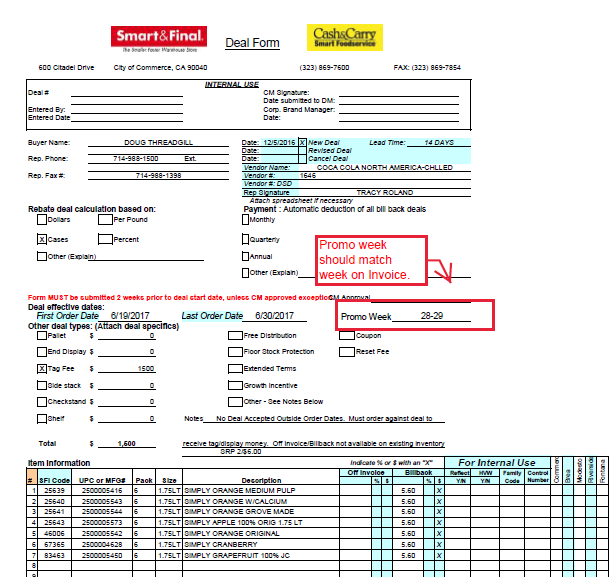 Smart&Final.
The Smaller Faster Warehouse Store
Deal Form
Cash&Carry
Smart Foodservice
600 Citadel Drive City of Commerce, CA 90040 (323) 869-7600 FAX: (323) 869-7854
INTERNAL USE
Deal # CM Signature:
Date submitted to DM:
Entered By: Corp. Brand Manager:
Entered Date Date:
Buyer Name: DOUG THREADGILL Date: 12/5/2016 X New Deal Lead Time: 14 DAYS
Date: Revised Deal
Rep. Phone: 714-988-1500 Ext. Date: Cancel Deal
Vendor Name: COCA COLA NORTH AMERICA-CHLLED
Rep. Fax #: 714-988-1398 Vendor #: 1646
Vendor #: DSD
Rep Signature TRACY ROLAND
Attach spreadsheet if necessary
Rebate deal calculation based on: Payment : Automatic deduction of all bill back deals
Dollars Per Pound Monthly
X Cases Percent Quarterly
Other (Explain) Annual
Other (Explain)
Promo week
should match
week on Invoice.
Form MUST be submitted 2 weeks prior to deal start date, unless CM approved exception CM Approval
Deal effective dates:
First Order Date 6/19/2017 Last Order Date 6/30/2017 Promo Week 28-29
Other deal types: (Attach deal specifics)
Pallet $ 0 Free Distribution Coupon
End Display $ 0 Floor Stock Protection Reset Fee
X Tag Fee $ 1500 Extended Terms
Side stack $ 0 Growth Incentive
Checkstand $ 0 Other - See Notes Below
Shelf $ 0 Notes No Deal Accepted Outside Order Dates. Must order against deal to
Total $ 1,500 receive tag/display money. Off Invoice/Billback not available on existing inventory
SRP 2/$6.00
Item Information Indicate % or $ with an "X" For Internal Use
# SFI Code UPC or MFG# Pack Size Description Off Invoice % $ Billback % $ Reflect Y/N HVW Y/N Family Code Control Number Commerc Brea Modesto Riverside Fontana
1 25639 2500005416 6 1.75LT SIMPLY ORANGE MEDIUM PULP 5.60 X
2 25640 2500005543 6 1.75LT SIMPLY ORANGE W/CALCIUM 5.60 X
3 25641 2500005544 6 1.75LT SIMPLY ORANGE GROVE MADE 5.60 X
4 25643 2500005573 6 1.75LT SIMPLY APPLE 100% ORIG 1.75 LT 5.60 X
5 46006 2500005542 6 1.75LT SIMPLY ORANGE ORIGINAL 5.60 X
6 67365 2500004628 6 1.75LT SIMPLY CRANBERRY 5.60 X
7 83463 2500005450 6 1.75LT SIMPLY GRAPEFRUIT 100% JC 5.60 X
8
9